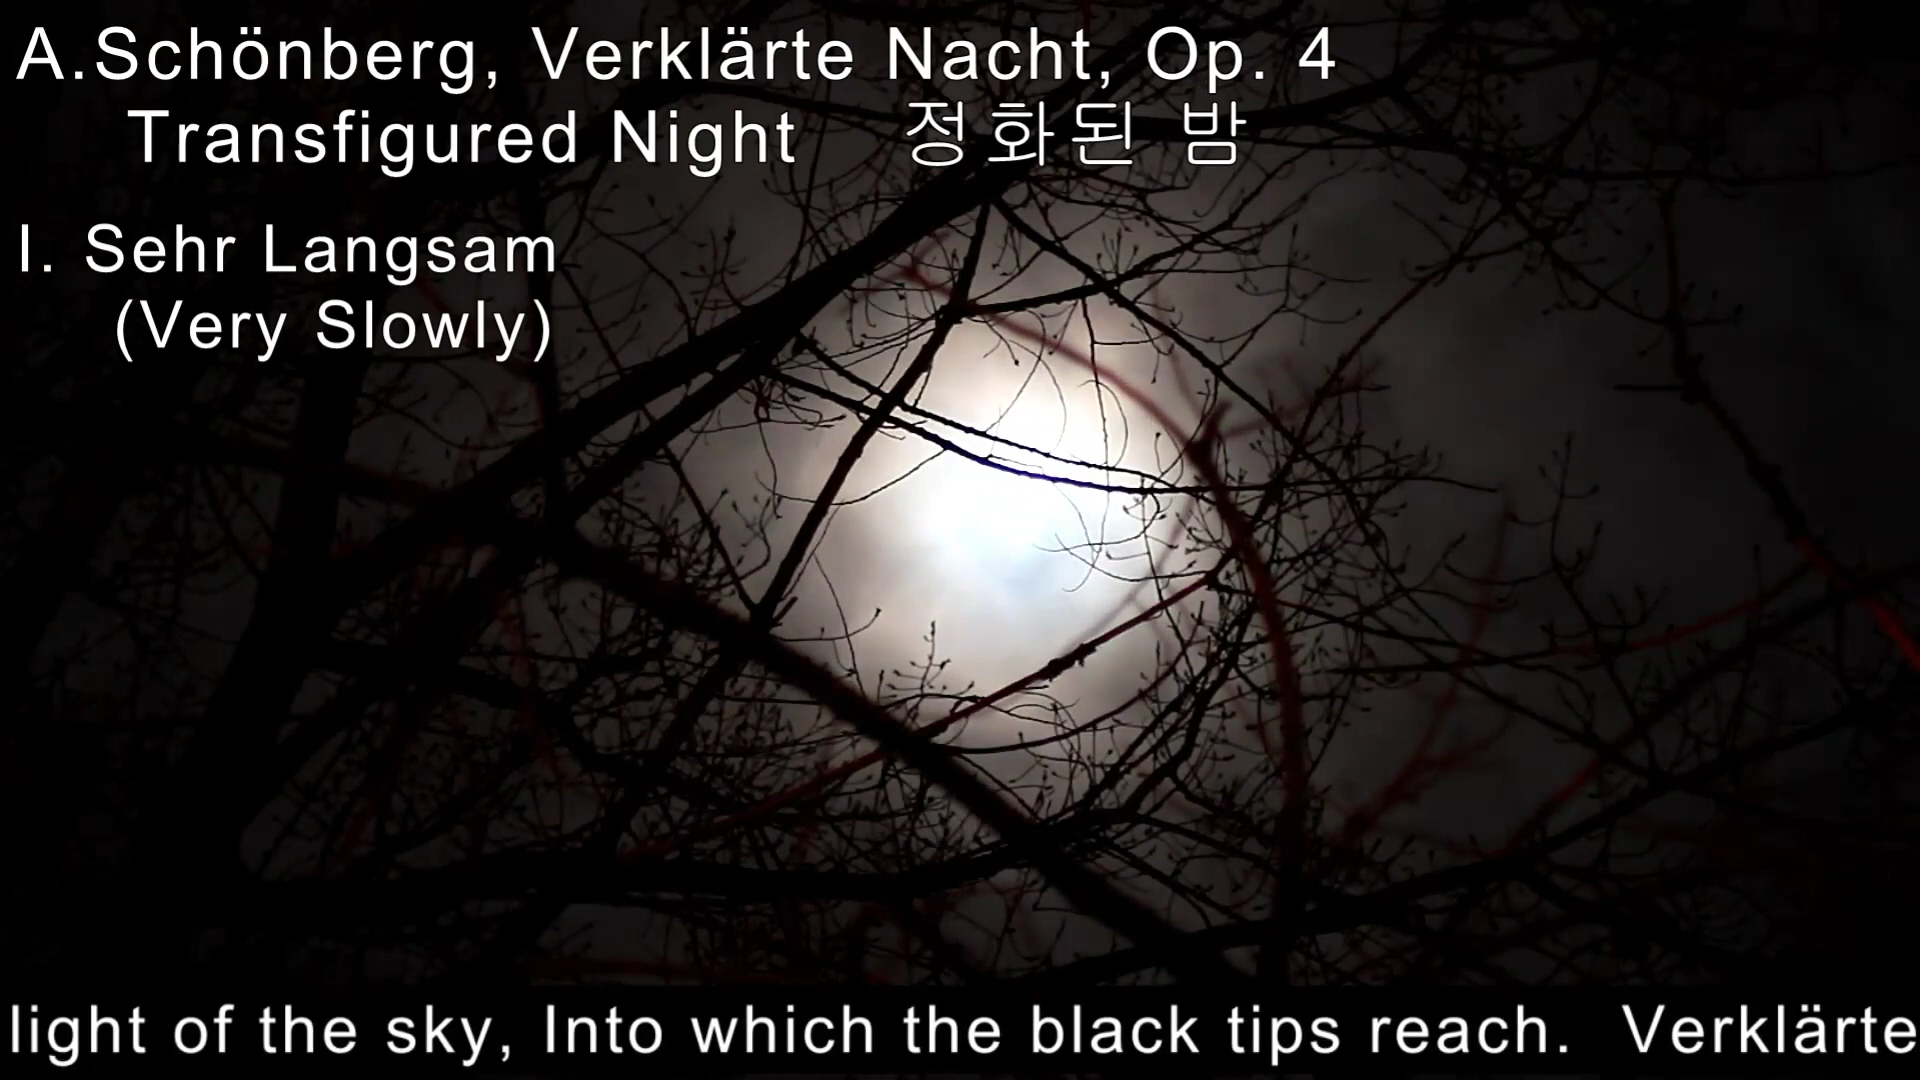 A.Schönberg, Verklärte Nacht, Op. 4
Transfigured Night 정화된 밤
I. Sehr Langsam
(Very Slowly)
light of the sky, Into which the black tips reach. Verklärte